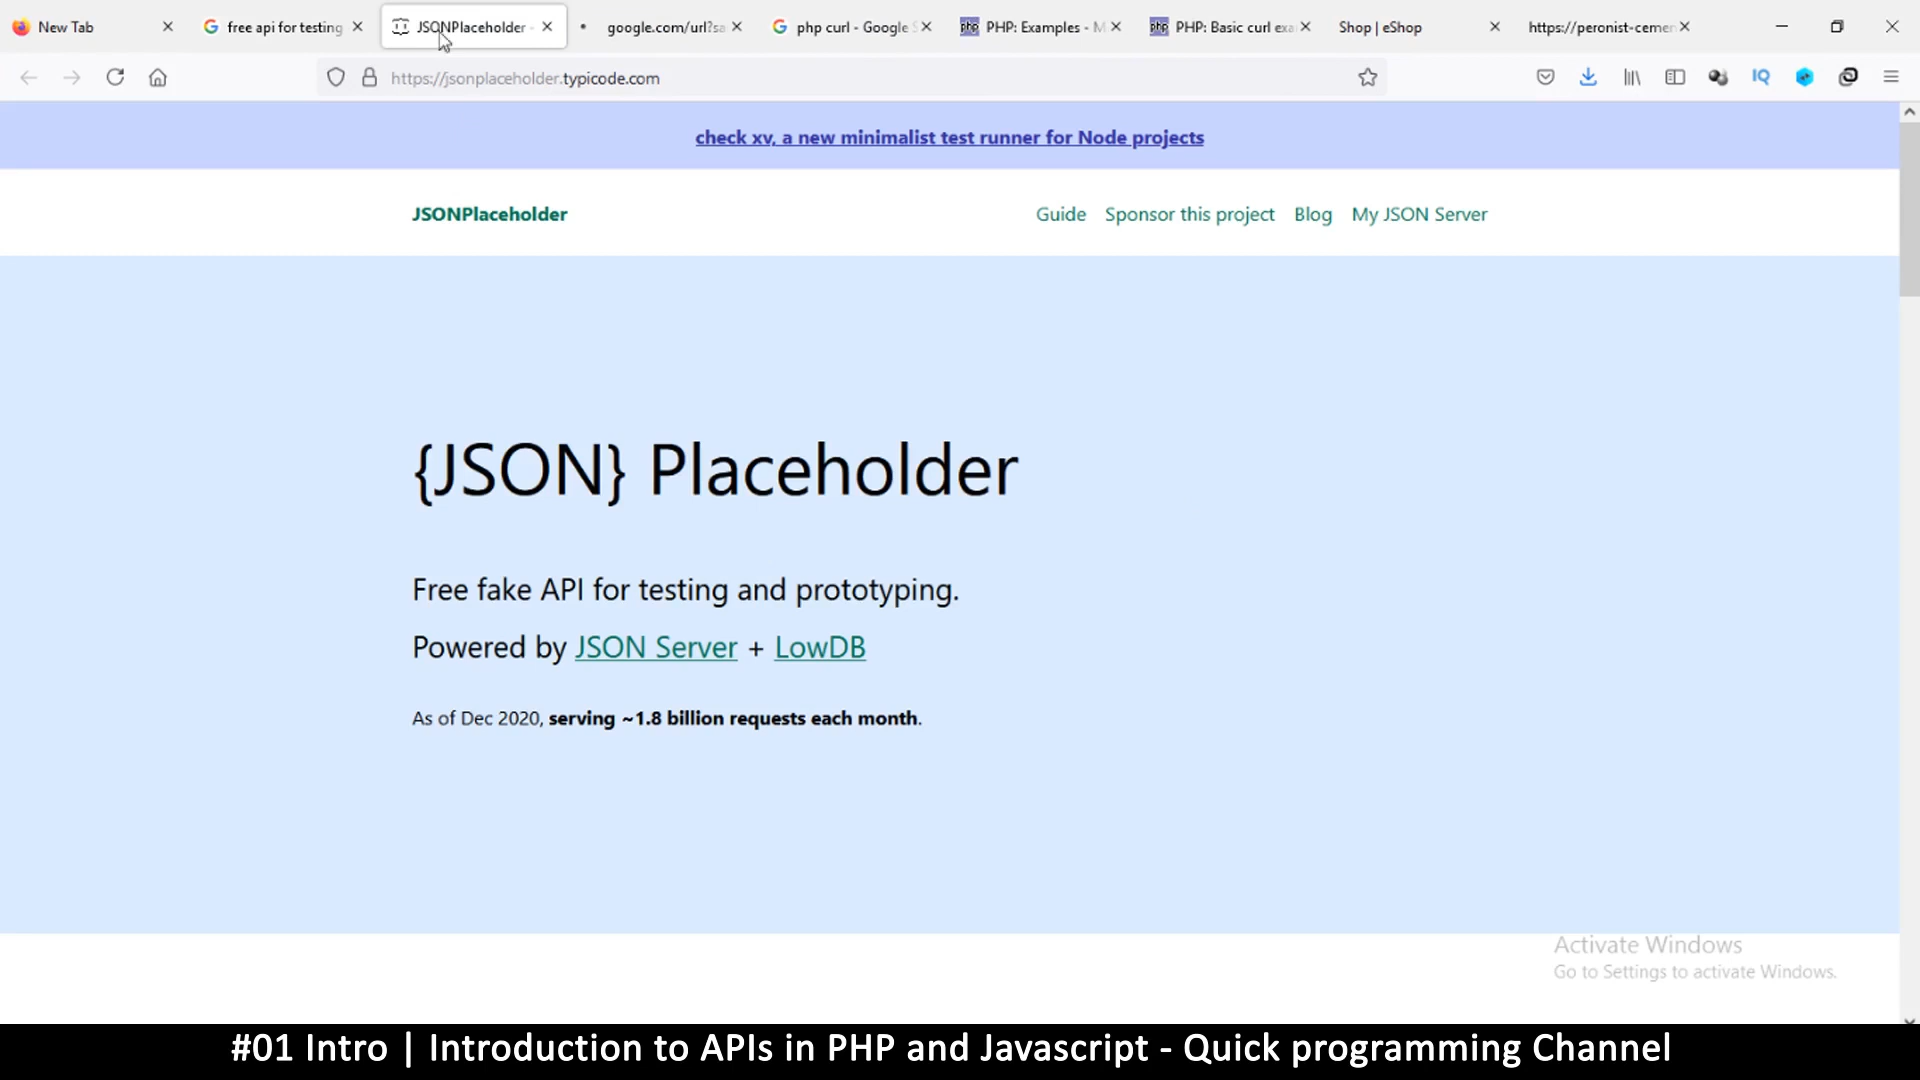 New Tab
free api for testing
JSONPlaceholder -
google.com/url?sa
php curl - Google S
PHP: Examples - M
PHP: Basic curl exa
Shop | eShop
https://peronist-cemen
https://jsonplaceholder.typicode.com
IQ
check xv, a new minimalist test runner for Node projects
JSONPlaceholder
Guide
Sponsor this project
Blog
My JSON Server
{JSON} Placeholder
Free fake API for testing and prototyping.
Powered by JSON Server + LowDB
As of Dec 2020, serving ~1.8 billion requests each month.
Activate Windows
Go to Settings to activate Windows.
#01 Intro | Introduction to APIs in PHP and Javascript - Quick programming Channel